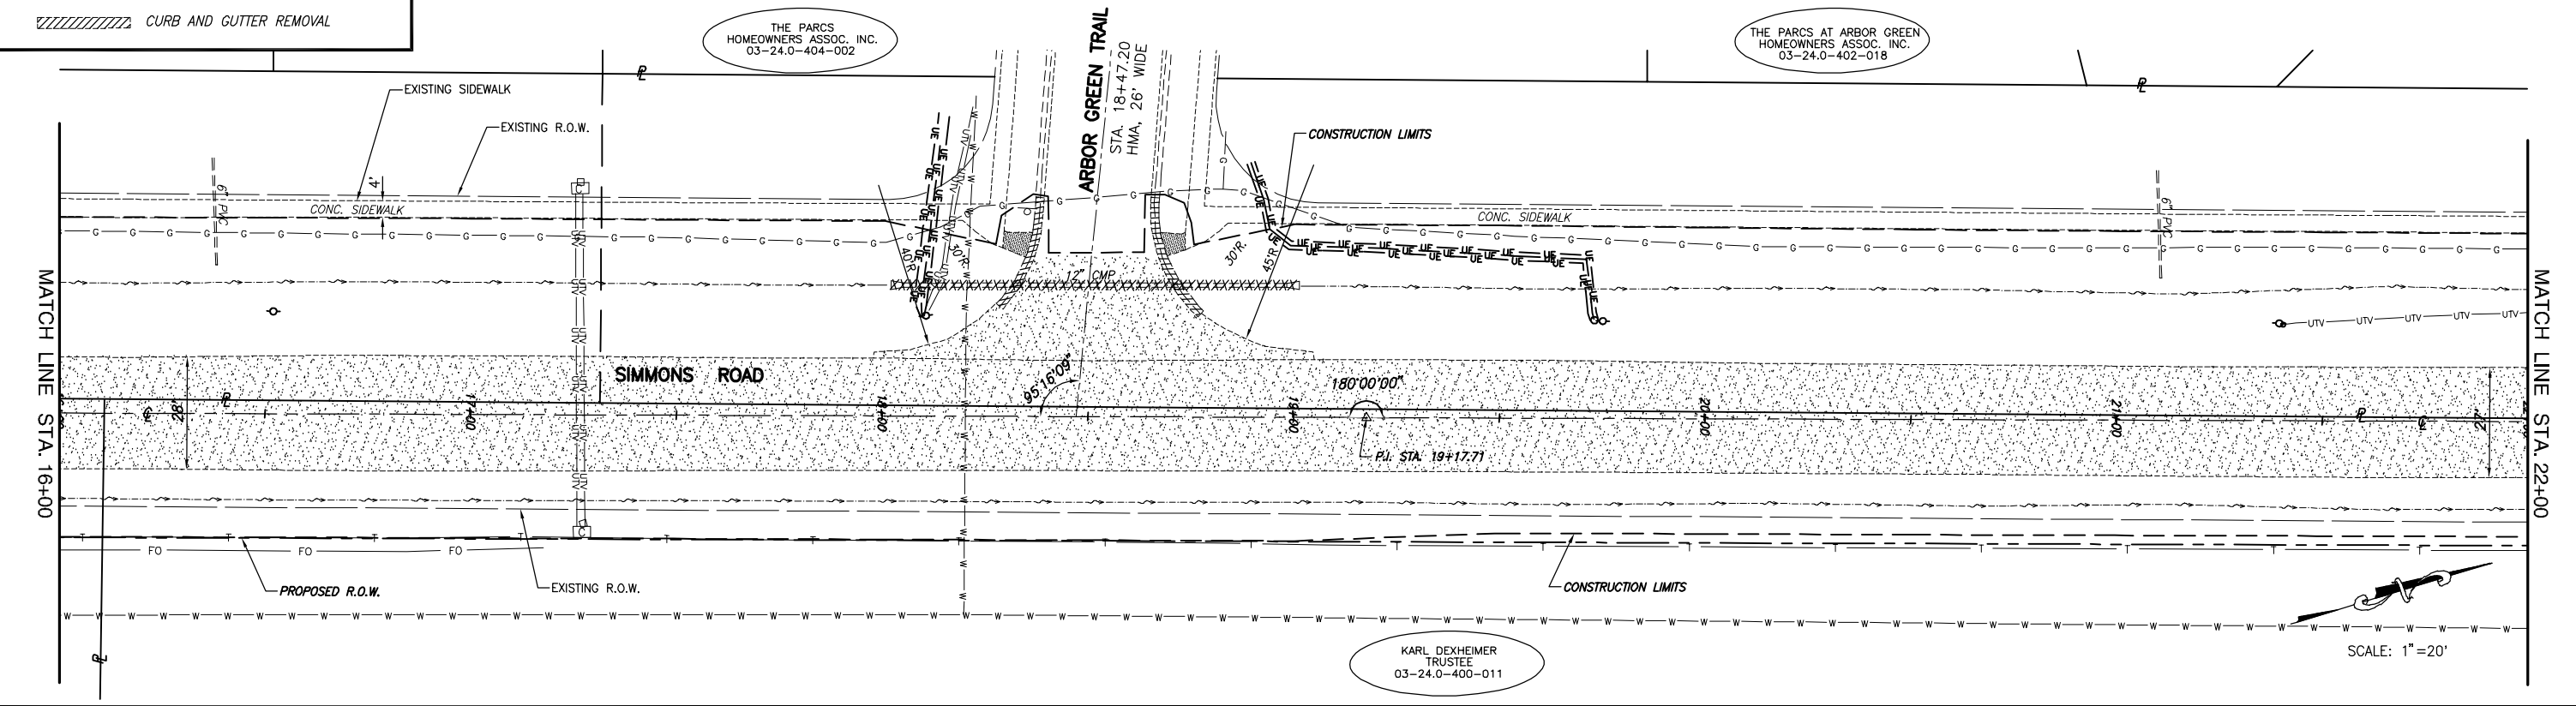 CURB AND GUTTER REMOVAL
THE PARCS
HOMEOWNERS ASSOC. INC.
03-24.0-404-002
ARBOR GREEN TRAIL
STA. 18+47.20
HMA, 26' WIDE
THE PARCS AT ARBOR GREEN
HOMEOWNERS ASSOC. INC.
03-24.0-402-018
EXISTING SIDEWALK
EXISTING R.O.W.
CONSTRUCTION LIMITS
4'
6" PVC
CONC. SIDEWALK
CONC. SIDEWALK
6" PVC
40'R.
30'R.
30'R.
45'R.
12" CMP
MATCH LINE STA. 16+00
MATCH LINE STA. 22+00
SIMMONS ROAD
95°16'09"
180°00'00"
28'
17+00
18+00
19+00
20+00
21+00
27'
P.I. STA. 19+17.71
PROPOSED R.O.W.
EXISTING R.O.W.
CONSTRUCTION LIMITS
KARL DEXHEIMER
TRUSTEE
03-24.0-400-011
SCALE: 1"=20'